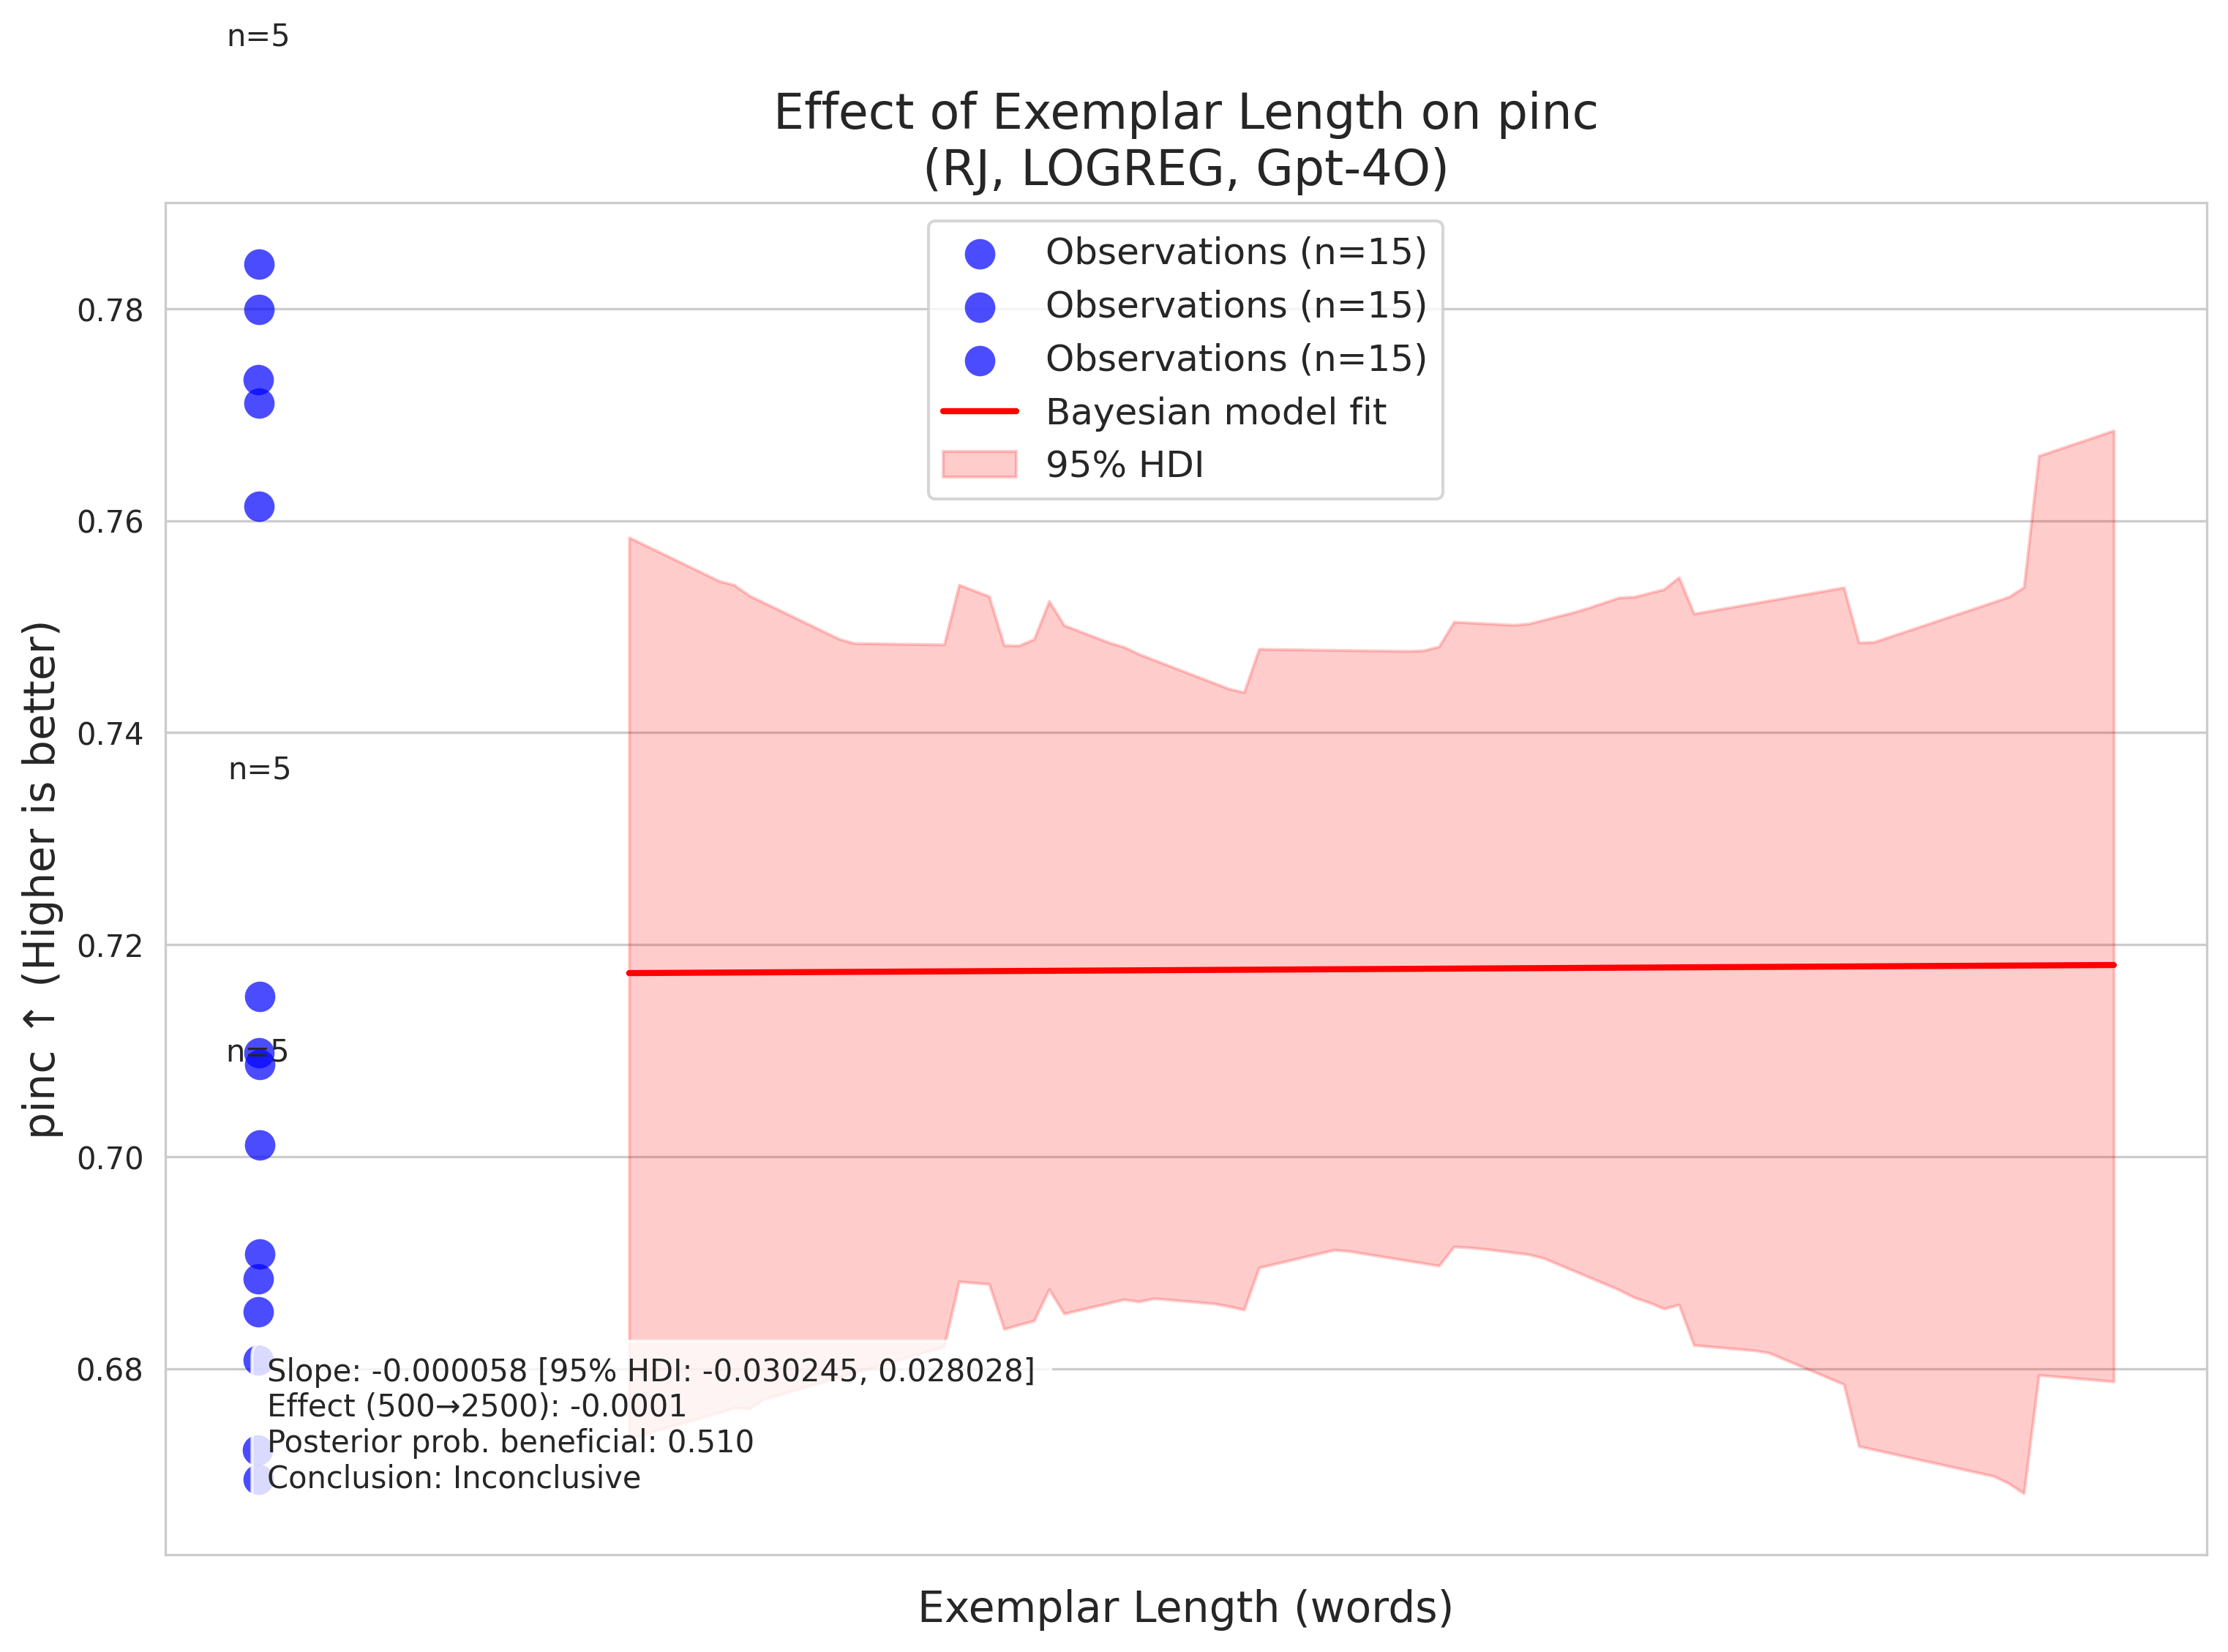 n=5
Effect of Exemplar Length on pinc
(RJ, LOGREG, Gpt-4O)
Observations (n=15)
Observations (n=15)
Observations (n=15)
Bayesian model fit
95% HDI
0.78
0.76
0.74
0.72
0.70
0.68
pinc ↑ (Higher is better)
n=5
n=5
Slope: -0.000058 [95% HDI: -0.030245, 0.028028]
Effect (500→2500): -0.0001
Posterior prob. beneficial: 0.510
Conclusion: Inconclusive
Exemplar Length (words)